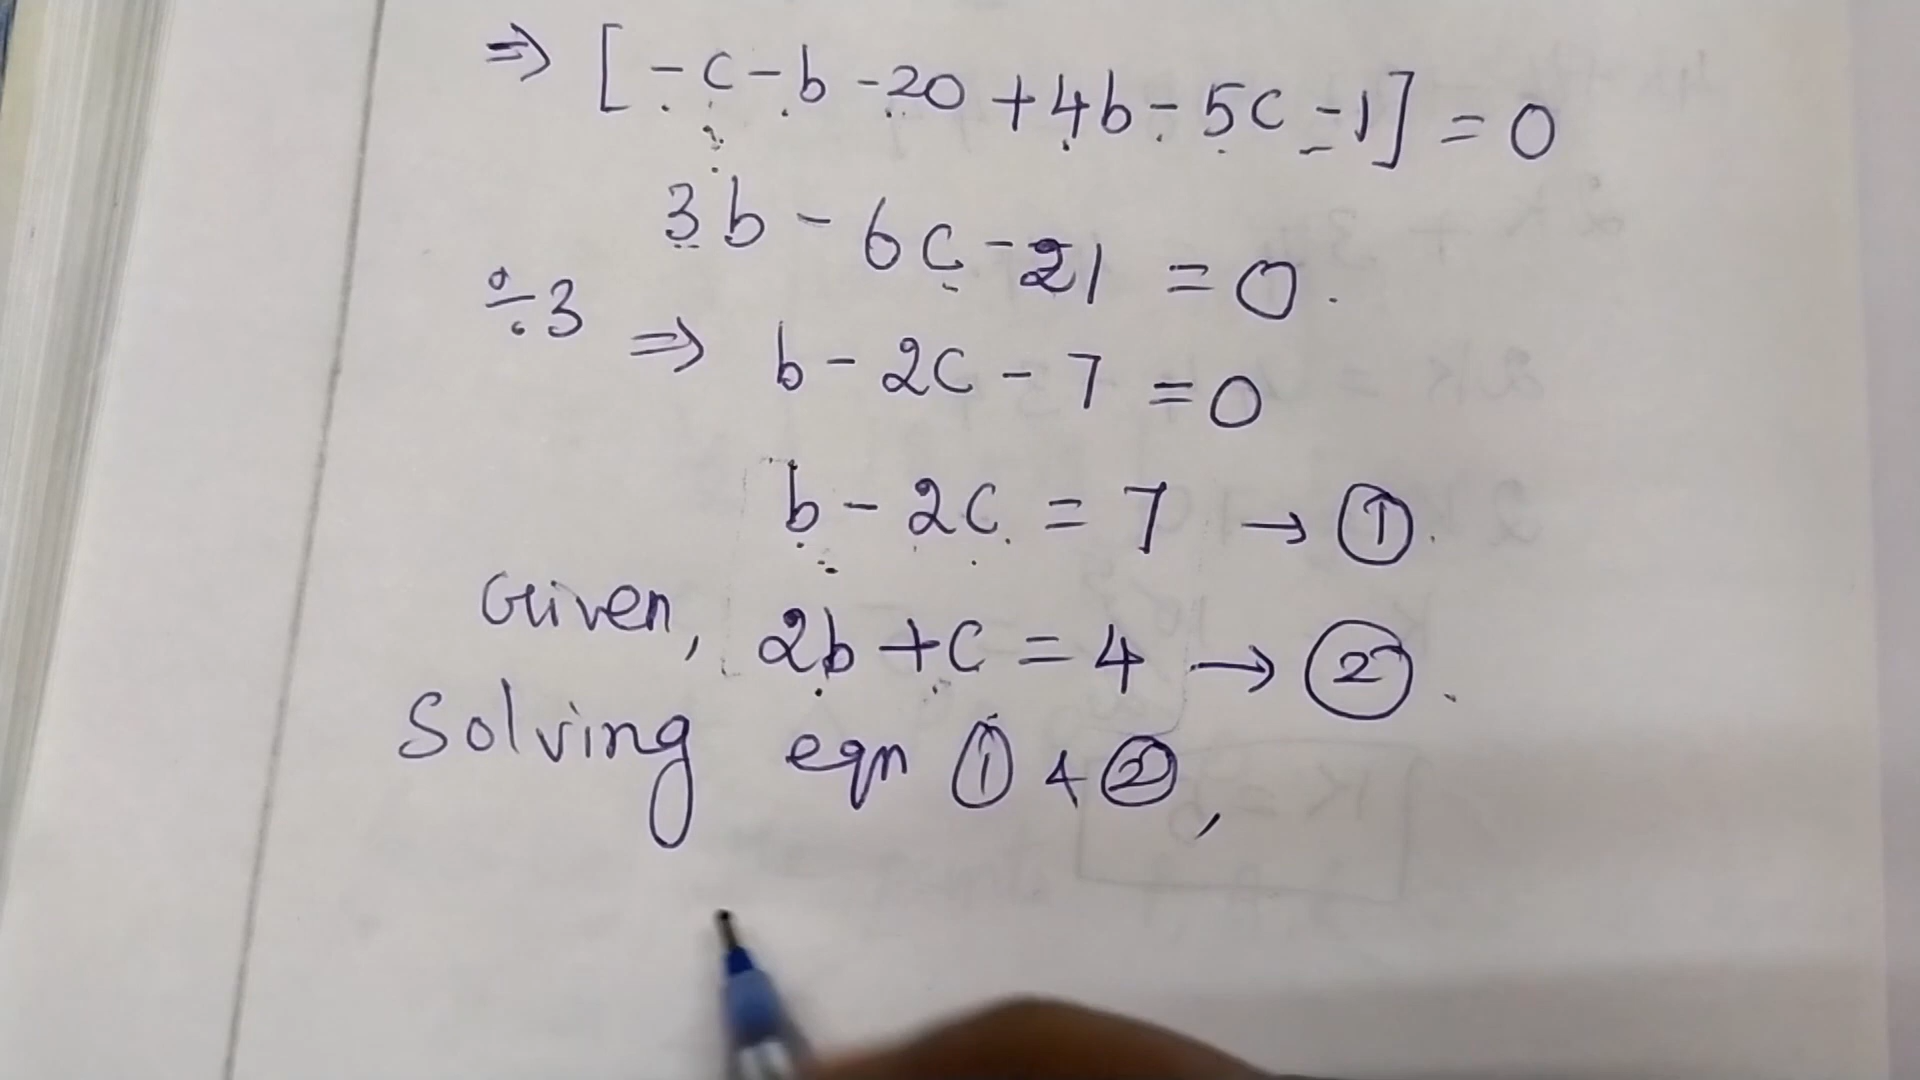 ⇒ [-c-b-20+4b-5c-1] = 0
3b - 6c - 21 = 0.
÷3 ⇒ b - 2c - 7 = 0
b - 2c = 7 → ①.
Given, 2b + c = 4 → ②.
Solving eqn ① & ②,